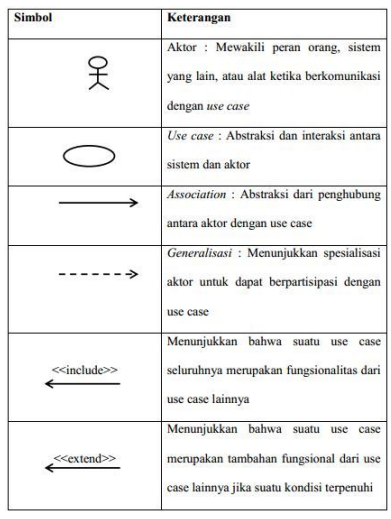 Simbol
Keterangan
Aktor : Mewakili peran orang, sistem
yang lain, atau alat ketika berkomunikasi
dengan use case
Use case : Abstraksi dan interaksi antara
sistem dan aktor
Association : Abstraksi dari penghubung
antara aktor dengan use case
Generalisasi : Menunjukkan spesialisasi
aktor untuk dapat berpartisipasi dengan
use case
<<include>>
Menunjukkan bahwa suatu use case
seluruhnya merupakan fungsionalitas dari
use case lainnya
<<extend>>
Menunjukkan bahwa suatu use case
merupakan tambahan fungsional dari use
case lainnya jika suatu kondisi terpenuhi